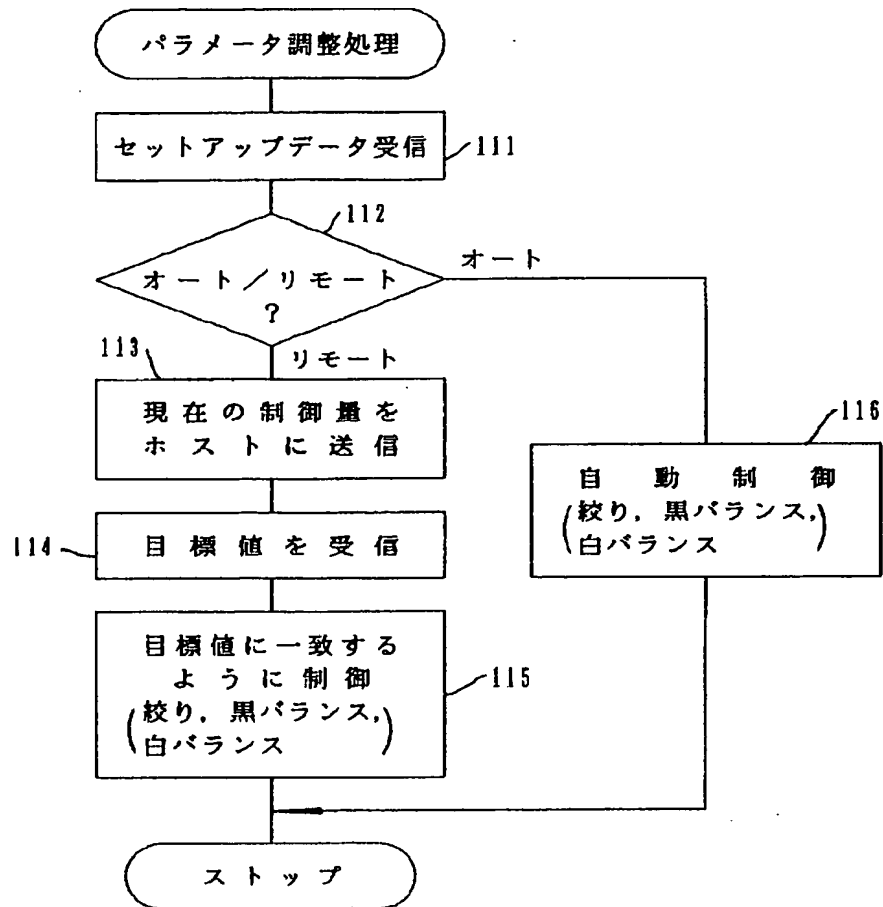 パラメータ調整処理
セットアップデータ受信
111
112
オート／リモート
?
オート
113
リモート
現在の制御量を
ホストに送信
116
自動制御
(絞り,黒バランス,
白バランス)
114
目標値を受信
目標値に一致する
ように制御
(絞り,黒バランス,
白バランス)
115
ストップ